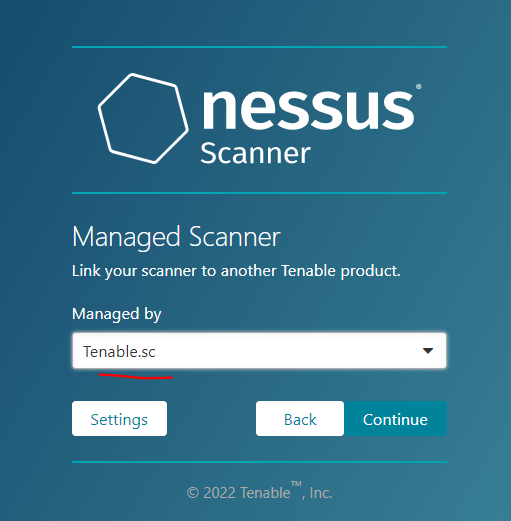 nessus®
Scanner
Managed Scanner
Link your scanner to another Tenable product.
Managed by
Tenable.sc
Settings
Back
Continue
© 2022 Tenable™, Inc.